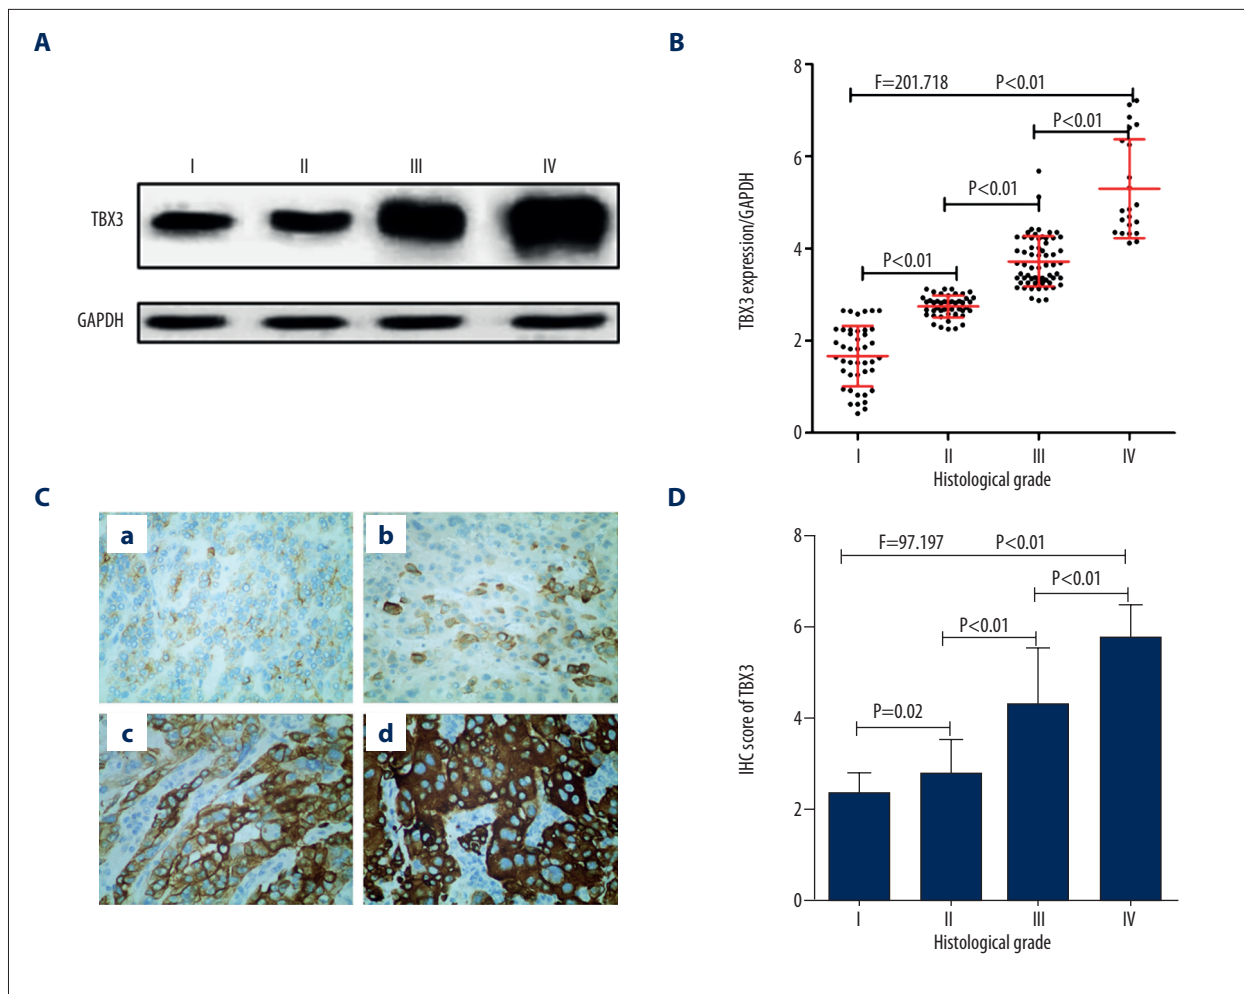 A
I II III IV
TBX3
GAPDH
B
8
6
4
2
0
TBX3 expression/GAPDH
F=201.718 P<0.01
P<0.01
P<0.01
P<0.01
I II III IV
Histological grade
C
a b
c d
D
8
6
4
2
0
IHC score of TBX3
F=97.197 P<0.01
P<0.01
P<0.01
P=0.02
I II III IV
Histological grade